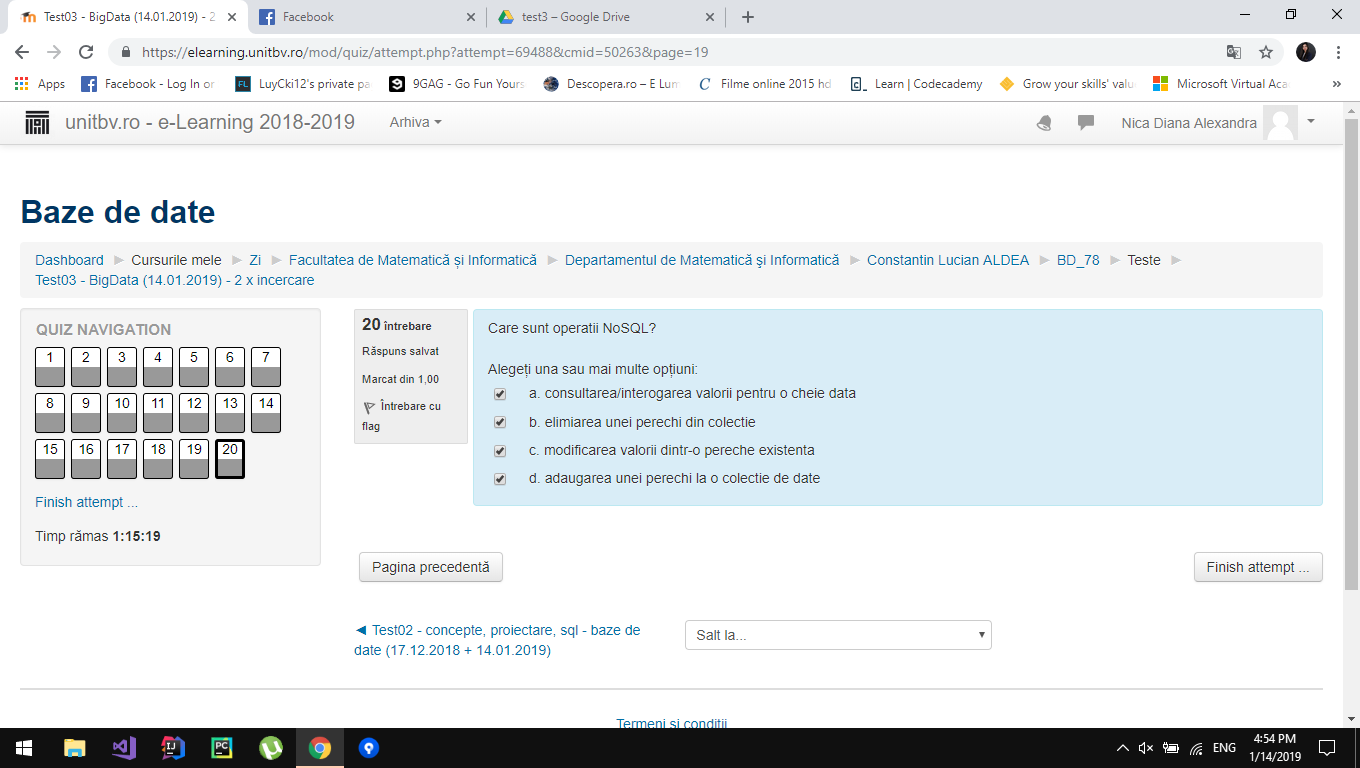 Test03 - BigData (14.01.2019) - 2
Facebook
test3 – Google Drive
https://elearning.unitbv.ro/mod/quiz/attempt.php?attempt=69488&cmid=50263&page=19
Apps
Facebook - Log In or
LuyCki12's private pa
9GAG - Go Fun Yours
Descopera.ro – E Lum
Filme online 2015 hd
Learn | Codecademy
Grow your skills' valu
Microsoft Virtual Aca
»
unitbv.ro - e-Learning 2018-2019
Arhiva
Nica Diana Alexandra
Baze de date
Dashboard ► Cursurile mele ► Zi ► Facultatea de Matematică și Informatică ► Departamentul de Matematică şi Informatică ► Constantin Lucian ALDEA ► BD_78 ► Teste ►
Test03 - BigData (14.01.2019) - 2 x incercare
QUIZ NAVIGATION
1 2 3 4 5 6 7
8 9 10 11 12 13 14
15 16 17 18 19 20
Finish attempt ...
Timp rămas 1:15:19
20 întrebare
Răspuns salvat
Marcat din 1,00
Întrebare cu
flag
Care sunt operatii NoSQL?
Alegeți una sau mai multe opțiuni:
a. consultarea/interogarea valorii pentru o cheie data
b. elimiarea unei perechi din colectie
c. modificarea valorii dintr-o pereche existenta
d. adaugarea unei perechi la o colectie de date
Pagina precedentă
Finish attempt ...
◄ Test02 - concepte, proiectare, sql - baze de
date (17.12.2018 + 14.01.2019)
Salt la...
Termeni si conditii
ENG
4:54 PM
1/14/2019